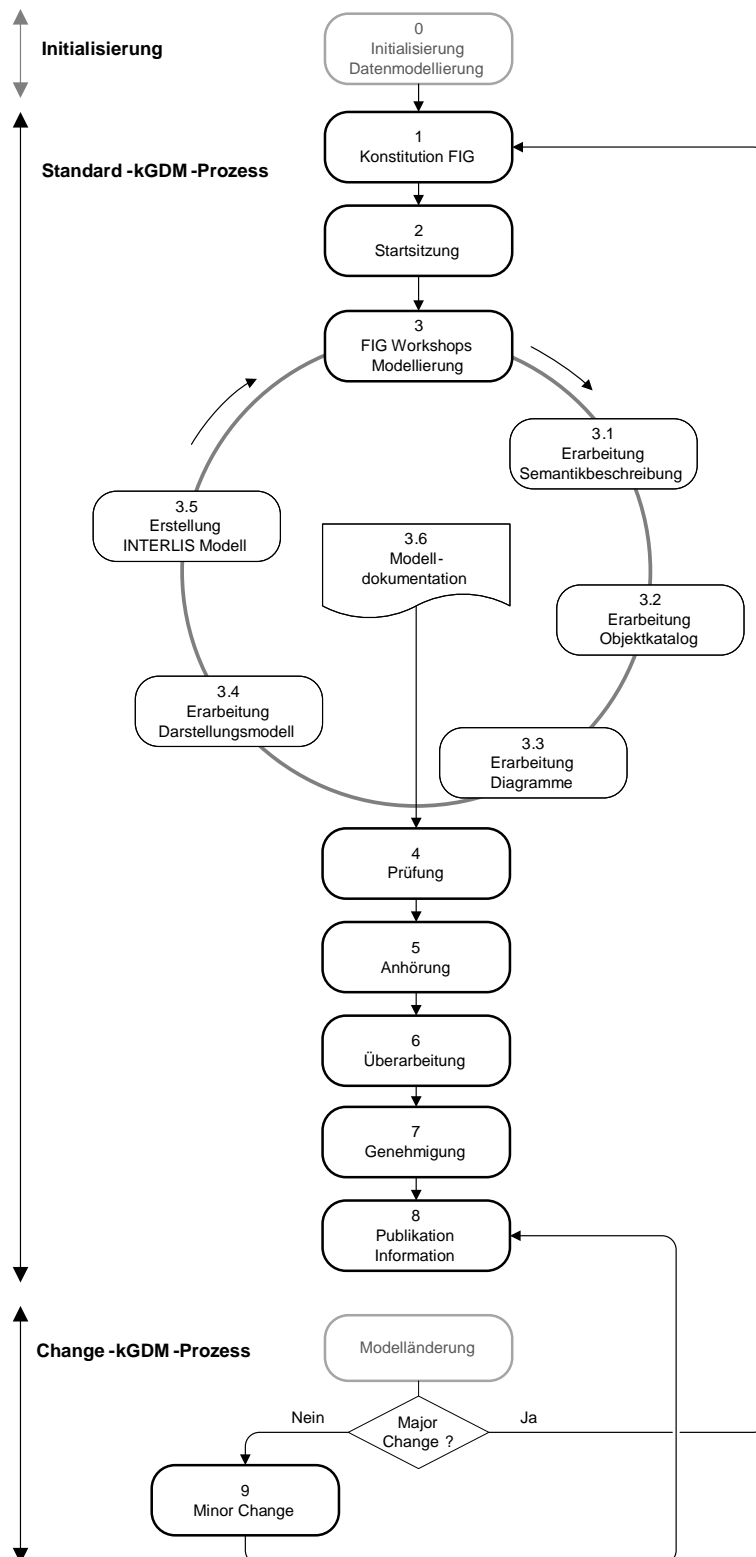 Initialisierung
0
Initialisierung
Datenmodellierung
Standard -kGDM -Prozess
1
Konstitution FIG
2
Startsitzung
3
FIG Workshops
Modellierung
3.1
Erarbeitung
Semantikbeschreibung
3.5
Erstellung
INTERLIS Modell
3.6
Modell-
dokumentation
3.2
Erarbeitung
Objektkatalog
3.4
Erarbeitung
Darstellungsmodell
3.3
Erarbeitung
Diagramme
4
Prüfung
5
Anhörung
6
Überarbeitung
7
Genehmigung
8
Publikation
Information
Change -kGDM -Prozess
Modelländerung
Nein
Major
Change ?
Ja
9
Minor Change